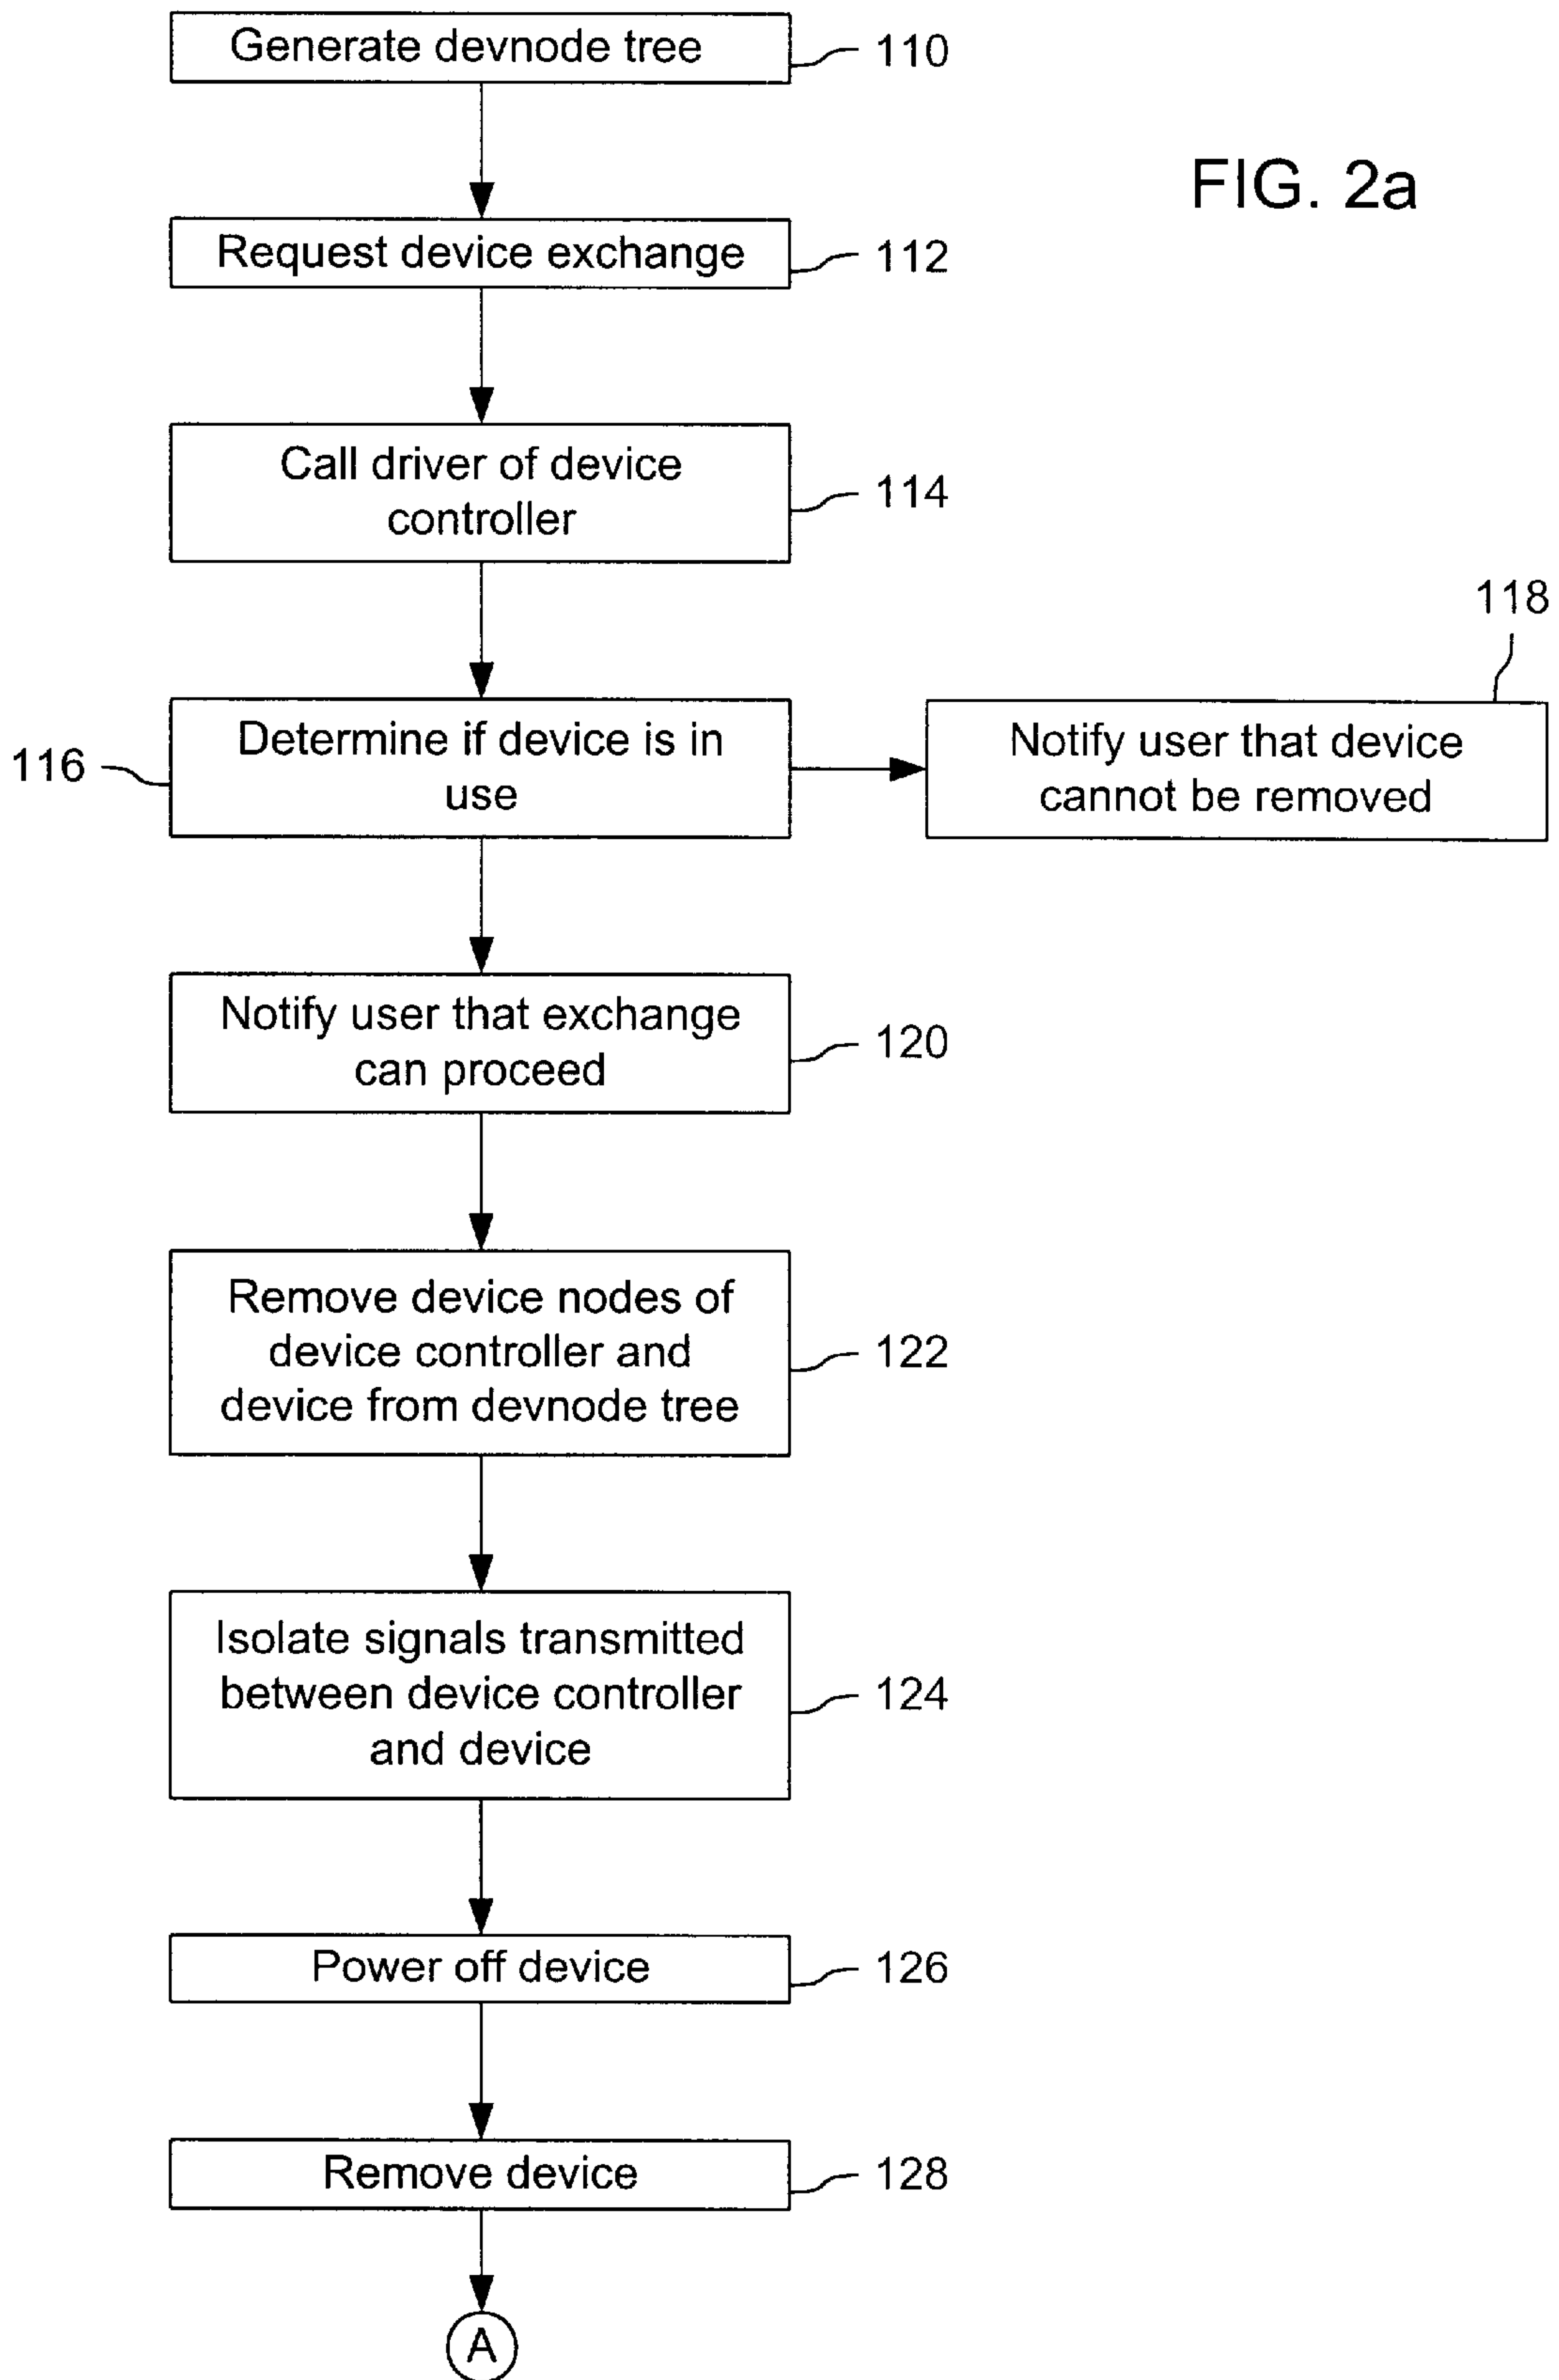 Generate devnode tree
110
FIG. 2a
Request device exchange
112
Call driver of device
controller
114
118
116
Determine if device is in
use
Notify user that device
cannot be removed
Notify user that exchange
can proceed
120
Remove device nodes of
device controller and
device from devnode tree
122
Isolate signals transmitted
between device controller
and device
124
Power off device
126
Remove device
128
A